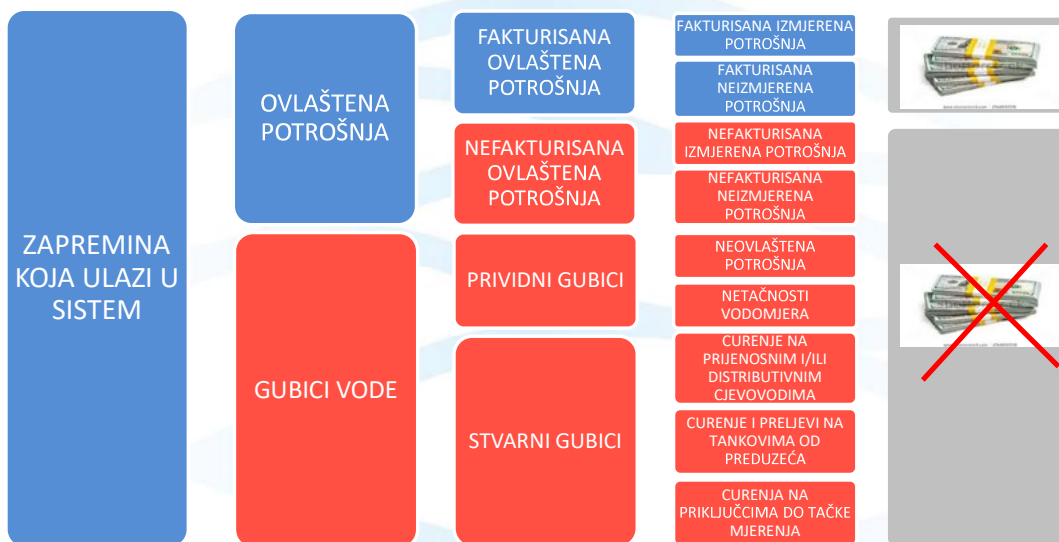 ZAPREMINA
KOJA ULAZI U
SISTEM
OVLAŠTENA
POTROŠNJA
GUBICI VODE
FAKTURISANA
OVLAŠTENA
POTROŠNJA
NEFAKTURISANA
OVLAŠTENA
POTROŠNJA
PRIVIDNI GUBICI
STVARNI GUBICI
FAKTURISANA IZMJERENA
POTROŠNJA
FAKTURISANA
NEIZMJERENA
POTROŠNJA
NEFAKTURISANA
IZMJERENA POTROŠNJA
NEFAKTURISANA
NEIZMJERENA
POTROŠNJA
NEOVLAŠTENA
POTROŠNJA
NETAČNOSTI
VODOMJERA
CURENJE NA
PRIJENOSNIM I/ILI
DISTRIBUTIVNIM
CJEVOVODIMA
CURENJE I PRELJEVI NA
TANKOVIMA OD
PREDUZEĆA
CURENJA NA
PRIKLJUČCIMA DO TAČKE
MJERENJA